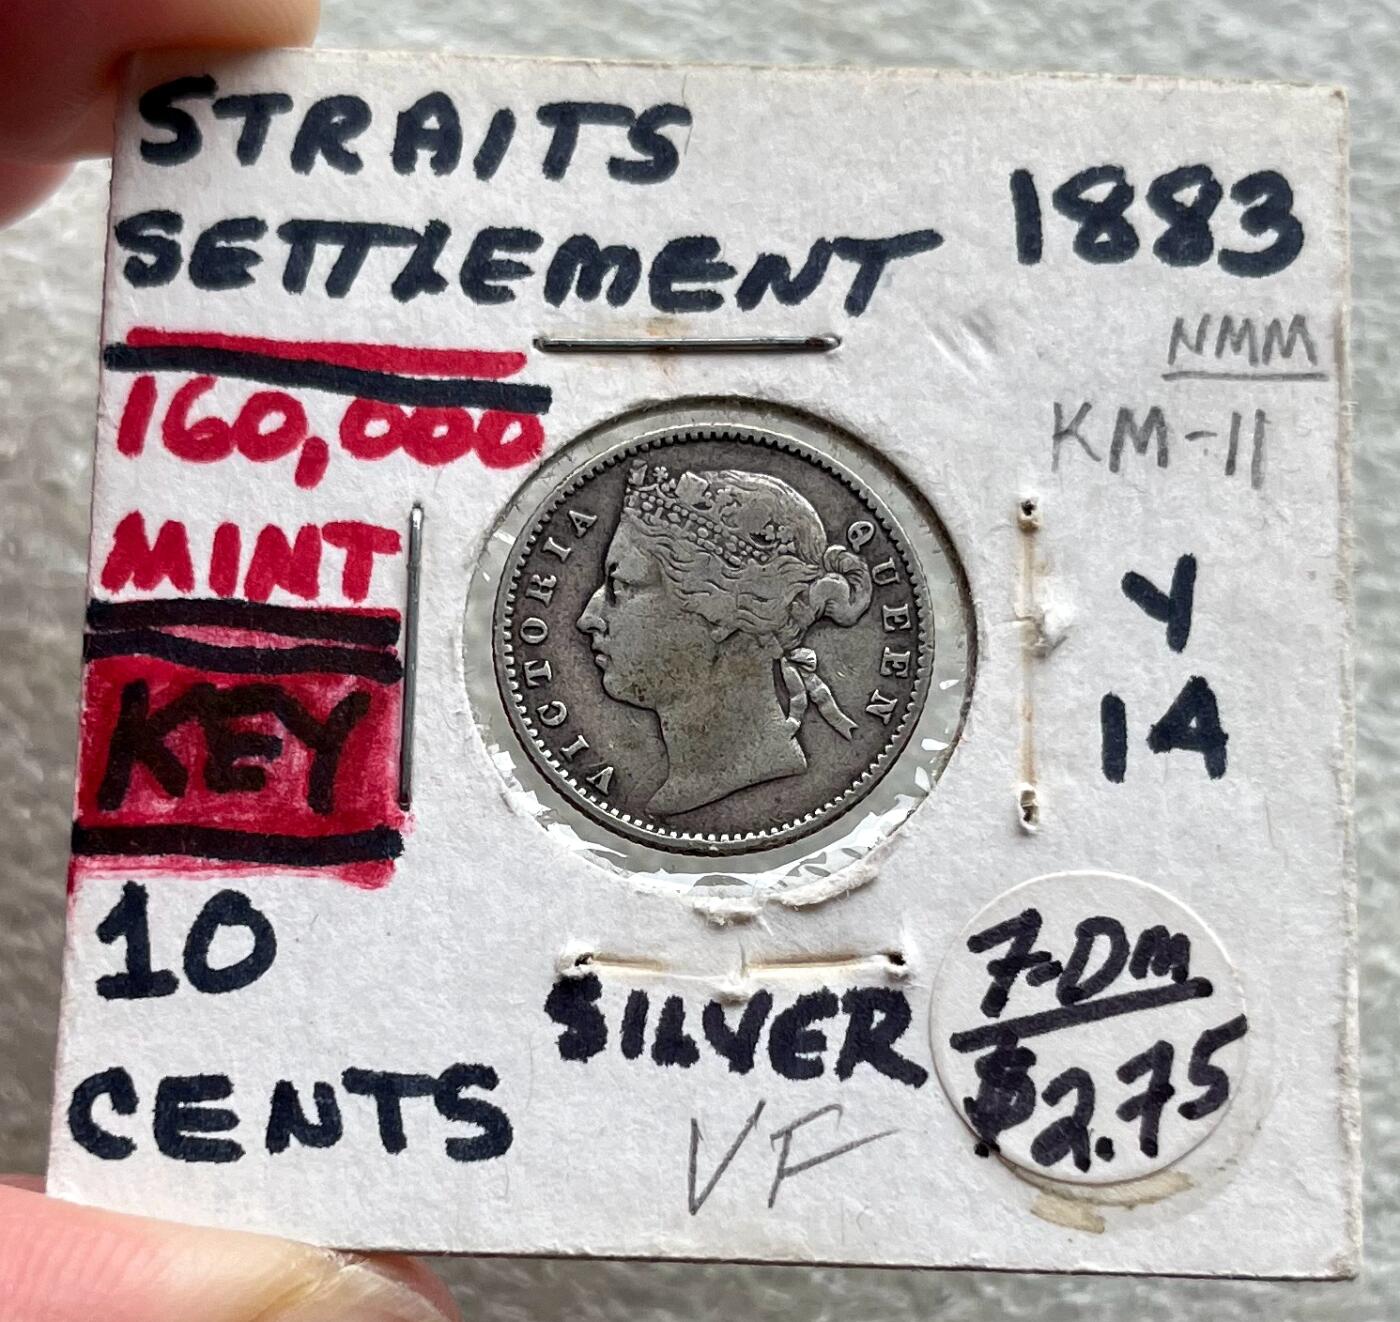 STRAITS
SETTLEMENT
1883
NMM
KM-11
160,000
MINT
KEY
10
CENTS
VICTORIA QUEEN
Y
14
SILVER
VF
7-DM
$2.75